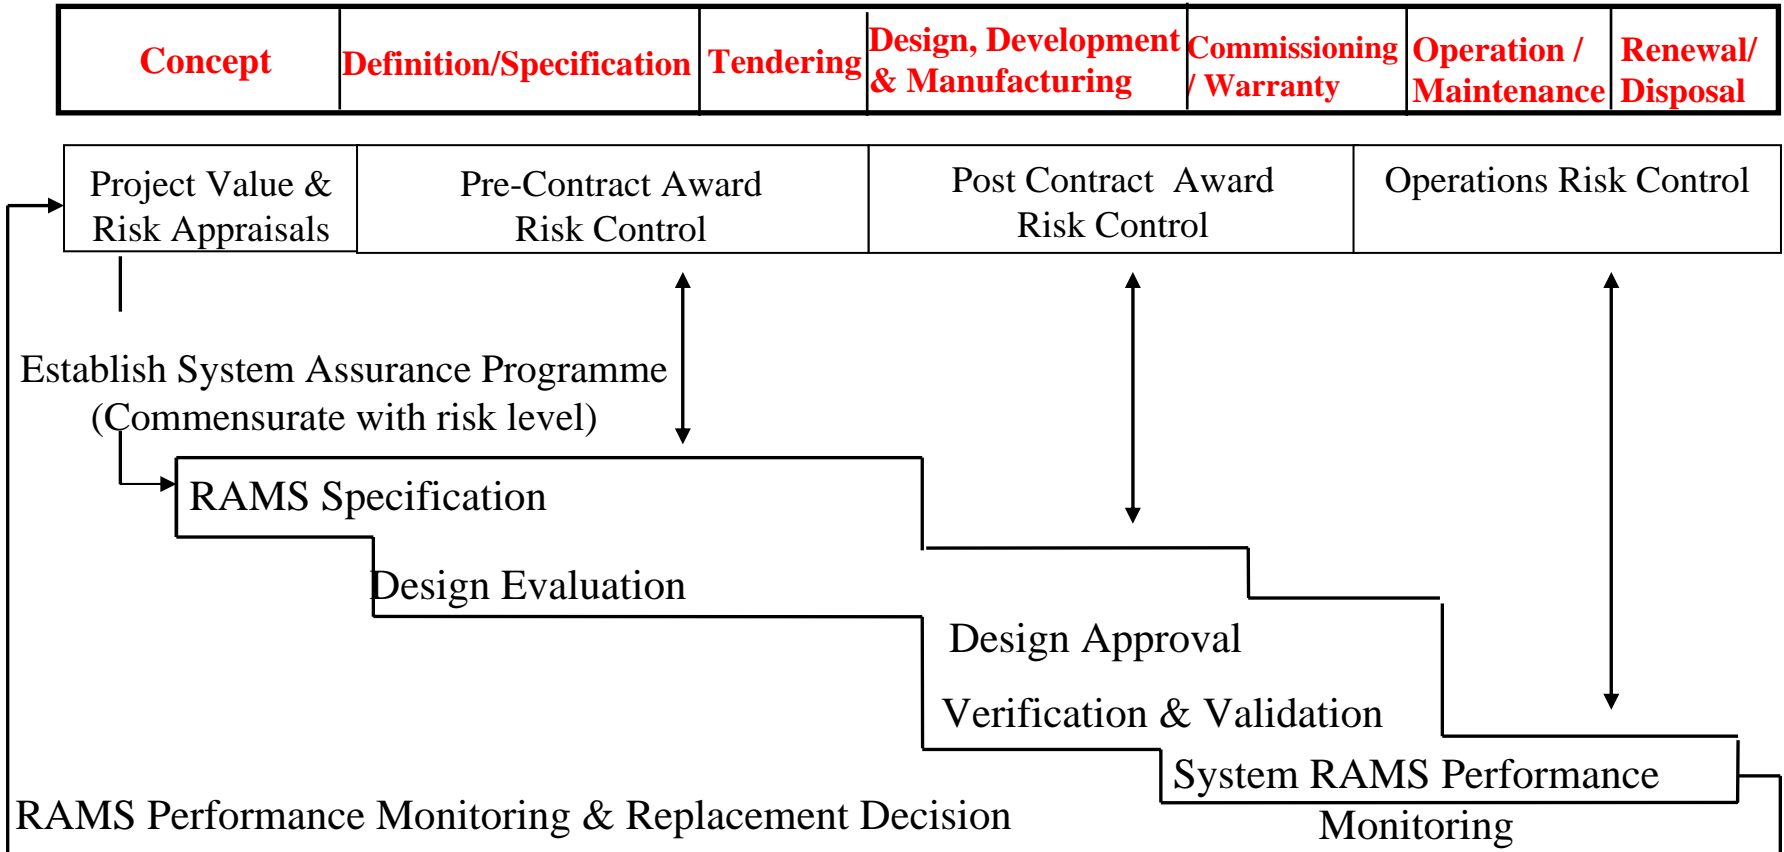 Concept
Definition/Specification
Tendering
Design, Development
& Manufacturing
Commissioning
/ Warranty
Operation /
Maintenance
Renewal/
Disposal
Project Value &
Risk Appraisals
Pre-Contract Award
Risk Control
Post Contract Award
Risk Control
Operations Risk Control
Establish System Assurance Programme
(Commensurate with risk level)
RAMS Specification
Design Evaluation
Design Approval
Verification & Validation
System RAMS Performance
Monitoring
RAMS Performance Monitoring & Replacement Decision